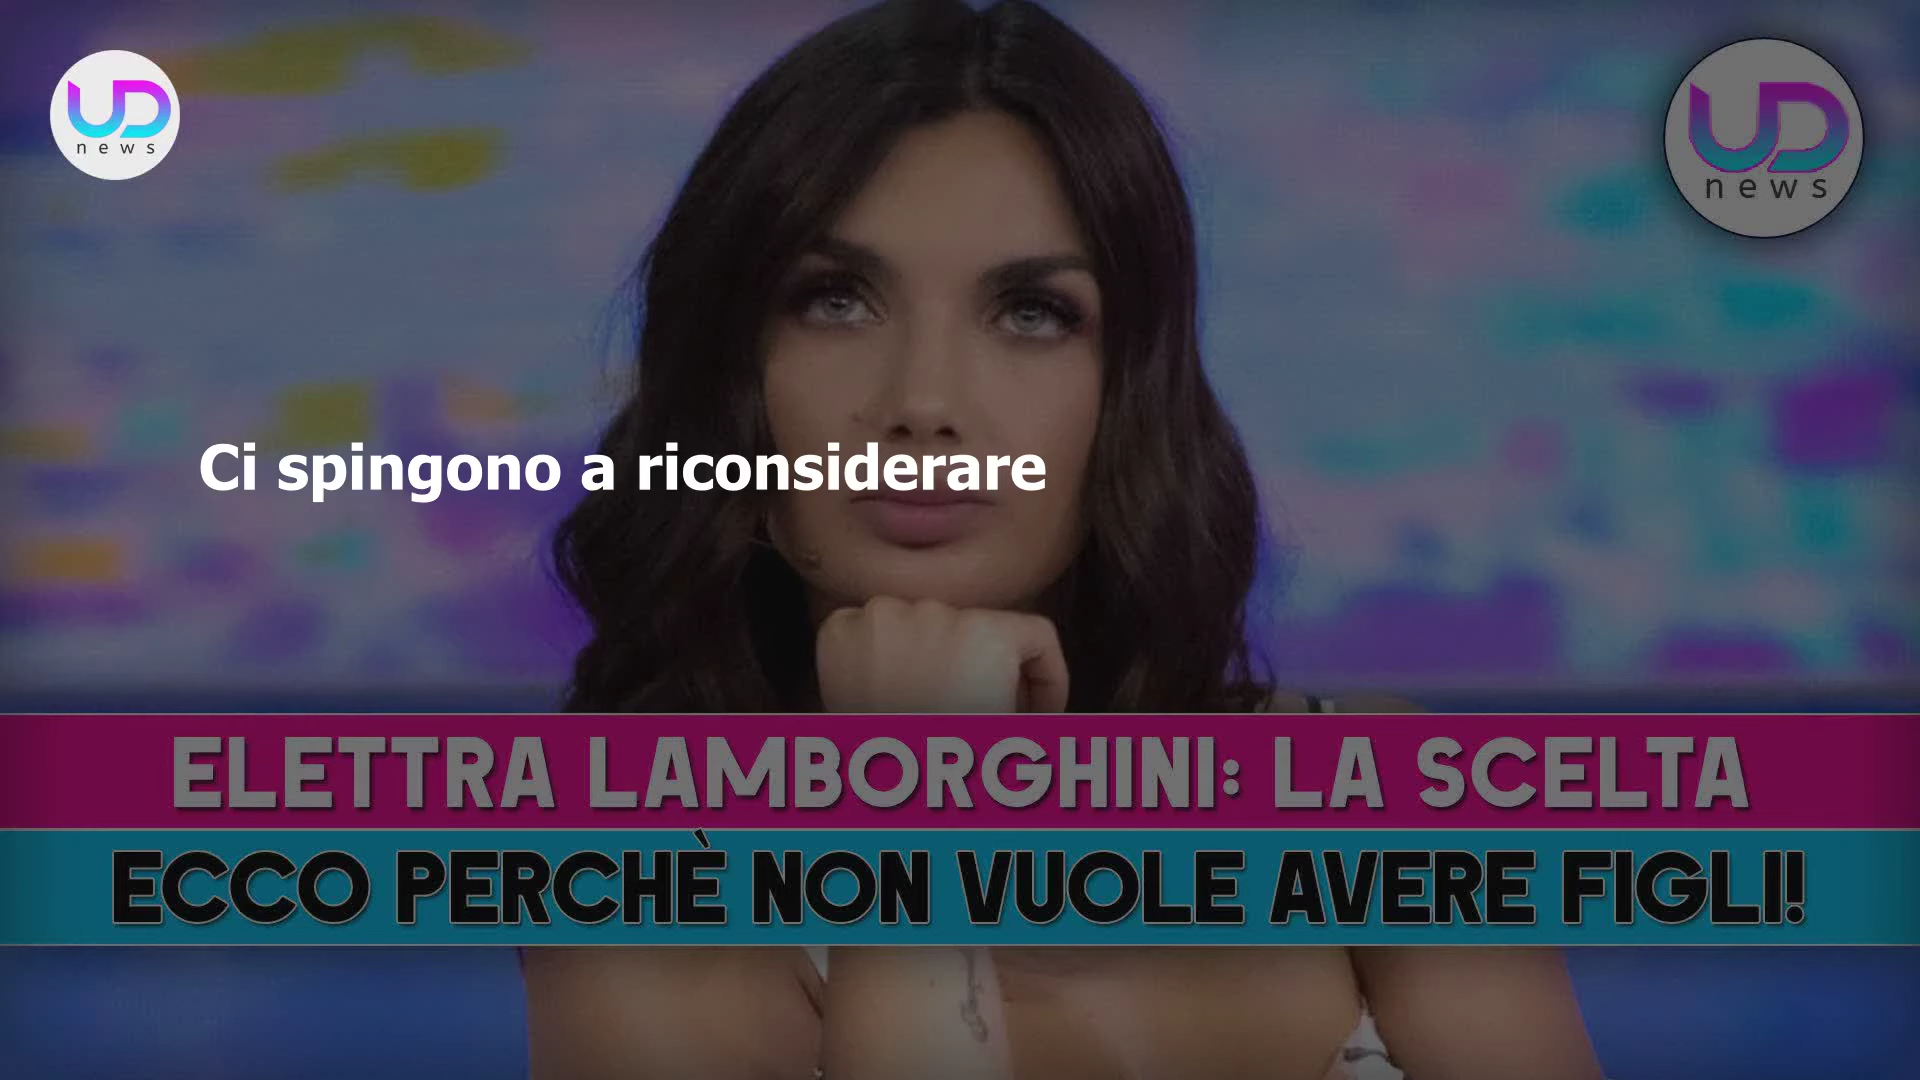 UD
news
UD
news
Ci spingono a riconsiderare
ELETTRA LAMBORGHINI: LA SCELTA
ECCO PERCHÈ NON VUOLE AVERE FIGLI!